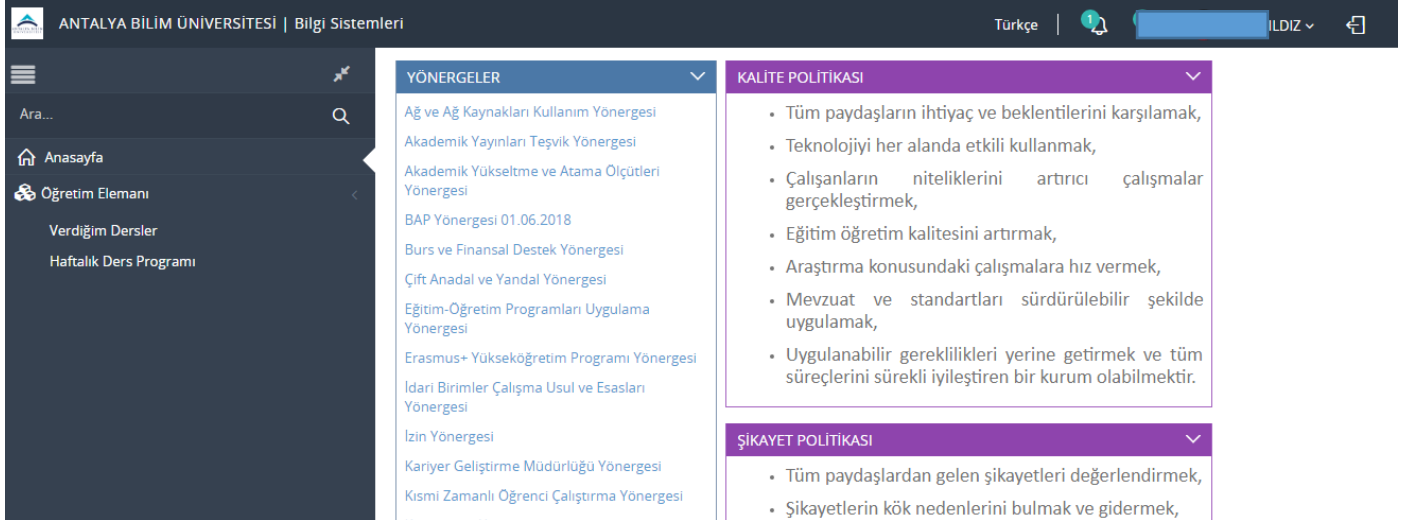 ANTALYA BİLİM ÜNİVERSİTESİ | Bilgi Sistemleri
Türkçe
1
ILDIZ
Ara...
Anasayfa
Öğretim Elemanı
Verdiğim Dersler
Haftalık Ders Programı
YÖNERGELER
Ağ ve Ağ Kaynakları Kullanım Yönergesi
Akademik Yayınları Teşvik Yönergesi
Akademik Yükseltme ve Atama Ölçütleri
Yönergesi
BAP Yönergesi 01.06.2018
Burs ve Finansal Destek Yönergesi
Çift Anadal ve Yandal Yönergesi
Eğitim-Öğretim Programları Uygulama
Yönergesi
Erasmus+ Yükseköğretim Programı Yönergesi
İdari Birimler Çalışma Usul ve Esasları
Yönergesi
İzin Yönergesi
Kariyer Geliştirme Müdürlüğü Yönergesi
Kısmi Zamanlı Öğrenci Çalıştırma Yönergesi
KALİTE POLİTİKASI
• Tüm paydaşların ihtiyaç ve beklentilerini karşılamak,
• Teknolojiyi her alanda etkili kullanmak,
• Çalışanların niteliklerini artırıcı çalışmalar
gerçekleştirmek,
• Eğitim öğretim kalitesini artırmak,
• Araştırma konusundaki çalışmalara hız vermek,
• Mevzuat ve standartları sürdürülebilir şekilde
uygulamak,
• Uygulanabilir gereklilikleri yerine getirmek ve tüm
süreçlerini sürekli iyileştiren bir kurum olabilmektir.
ŞİKAYET POLİTİKASI
• Tüm paydaşlardan gelen şikayetleri değerlendirmek,
• Şikayetlerin kök nedenlerini bulmak ve gidermek,